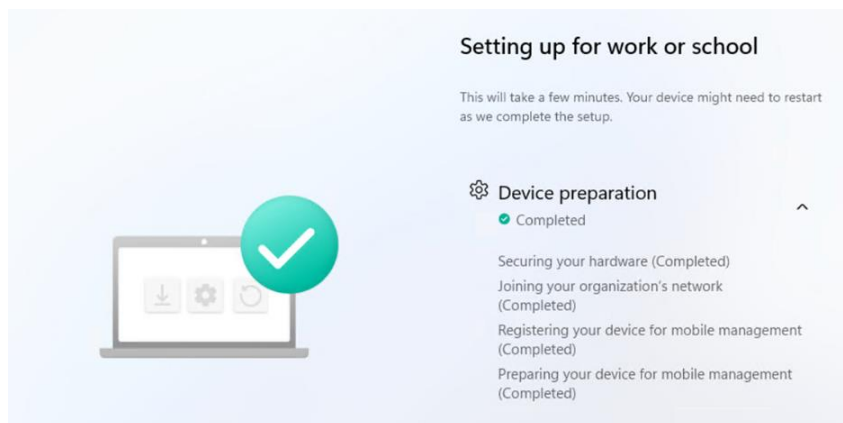 Setting up for work or school
This will take a few minutes. Your device might need to restart
as we complete the setup.
Device preparation
Completed
Securing your hardware (Completed)
Joining your organization's network
(Completed)
Registering your device for mobile management
(Completed)
Preparing your device for mobile management
(Completed)